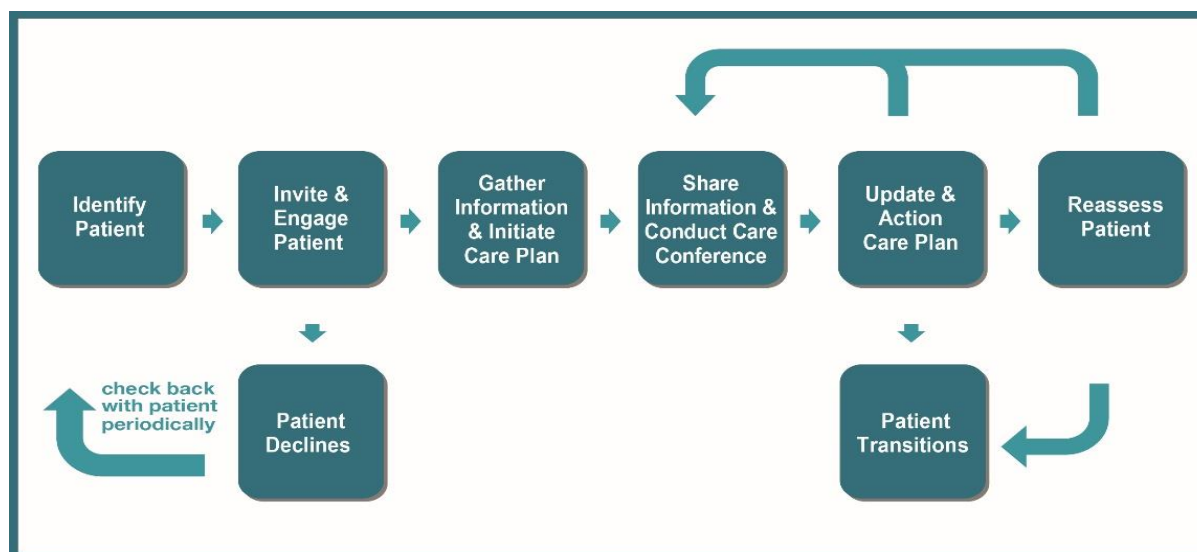 Identify
Patient
Invite &
Engage
Patient
Gather
Information
& Initiate
Care Plan
Share
Information &
Conduct Care
Conference
Update &
Action
Care Plan
Reassess
Patient
check back
with patient
periodically
Patient
Declines
Patient
Transitions